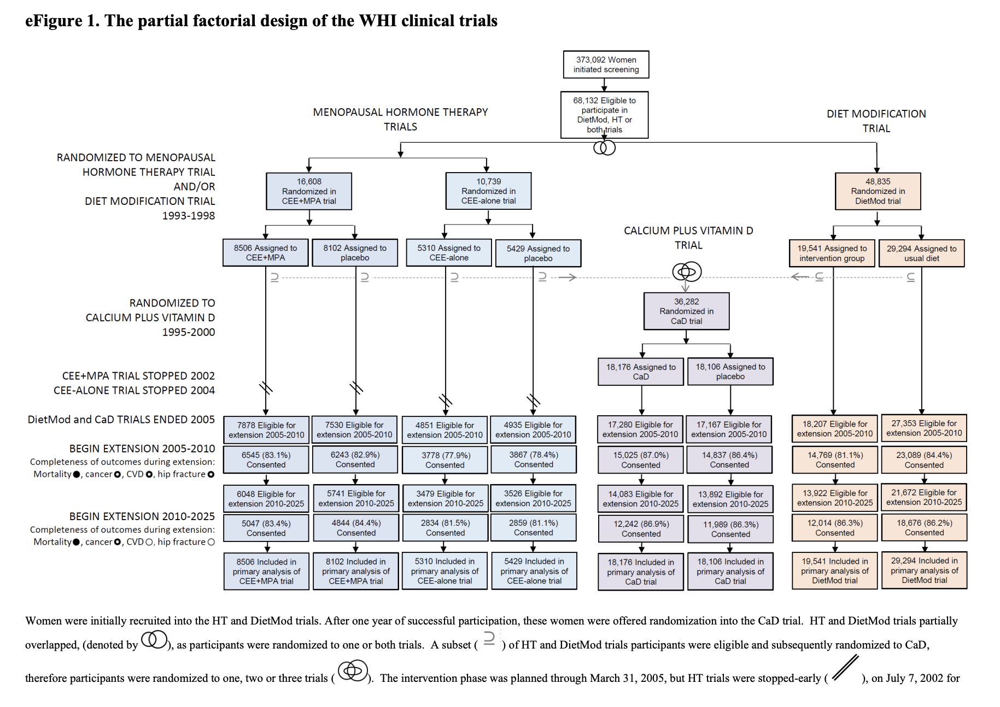 eFigure 1. The partial factorial design of the WHI clinical trials
373,092 Women
initiated screening
68,132 Eligible to
participate in
DietMod, HT or
both trials
MENOPAUSAL HORMONE THERAPY
TRIALS
DIET MODIFICATION
TRIAL
RANDOMIZED TO MENOPAUSAL
HORMONE THERAPY TRIAL
AND/OR
DIET MODIFICATION TRIAL
1993-1998
16,608
Randomized in
CEE+MPA trial
10,739
Randomized in
CEE-alone trial
48,835
Randomized in
DietMod trial
8506 Assigned to
CEE+MPA
8102 Assigned to
placebo
5310 Assigned to
CEE-alone
5429 Assigned to
placebo
CALCIUM PLUS VITAMIN D
TRIAL
19,541 Assigned to
intervention group
29,294 Assigned to
usual diet
⊇ ⊇ ⊇ ⊇ → ← ⊆ ⊆
RANDOMIZED TO
CALCIUM PLUS VITAMIN D
1995-2000
36,282
Randomized in
CaD trial
18,176 Assigned to
CaD
18,106 Assigned to
placebo
CEE+MPA TRIAL STOPPED 2002
CEE-ALONE TRIAL STOPPED 2004
DietMod and CaD TRIALS ENDED 2005
7878 Eligible for
extension 2005-2010
7530 Eligible for
extension 2005-2010
4851 Eligible for
extension 2005-2010
4935 Eligible for
extension 2005-2010
17,280 Eligible for
extension 2005-2010
17,167 Eligible for
extension 2005-2010
18,207 Eligible for
extension 2005-2010
27,353 Eligible for
extension 2005-2010
BEGIN EXTENSION 2005-2010
Completeness of outcomes during extension:
Mortality, cancer, CVD, hip fracture
6545 (83.1%)
Consented
6243 (82.9%)
Consented
3778 (77.9%)
Consented
3867 (78.4%)
Consented
15,025 (87.0%)
Consented
14,837 (86.4%)
Consented
14,769 (81.1%)
Consented
23,089 (84.4%)
Consented
6048 Eligible for
extension 2010-2025
5741 Eligible for
extension 2010-2025
3479 Eligible for
extension 2010-2025
3526 Eligible for
extension 2010-2025
14,083 Eligible for
extension 2010-2025
13,892 Eligible for
extension 2010-2025
13,922 Eligible for
extension 2010-2025
21,672 Eligible for
extension 2010-2025
BEGIN EXTENSION 2010-2025
Completeness of outcomes during extension:
Mortality, cancer, CVD, hip fracture
5047 (83.4%)
Consented
4844 (84.4%)
Consented
2834 (81.5%)
Consented
2859 (81.1%)
Consented
12,242 (86.9%)
Consented
11,989 (86.3%)
Consented
12,014 (86.3%)
Consented
18,676 (86.2%)
Consented
8506 Included in
primary analysis of
CEE+MPA trial
8102 Included in
primary analysis of
CEE+MPA trial
5310 Included in
primary analysis of
CEE-alone trial
5429 Included in
primary analysis of
CEE-alone trial
18,176 Included in
primary analysis of
CaD trial
18,106 Included in
primary analysis of
CaD trial
19,541 Included in
primary analysis of
DietMod trial
29,294 Included in
primary analysis of
DietMod trial
Women were initially recruited into the HT and DietMod trials. After one year of successful participation, these women were offered randomization into the CaD trial. HT and DietMod trials partially
overlapped, (denoted by ), as participants were randomized to one or both trials. A subset ( ⊇ ) of HT and DietMod trials participants were eligible and subsequently randomized to CaD,
therefore participants were randomized to one, two or three trials ( ). The intervention phase was planned through March 31, 2005, but HT trials were stopped-early ( // ), on July 7, 2002 for